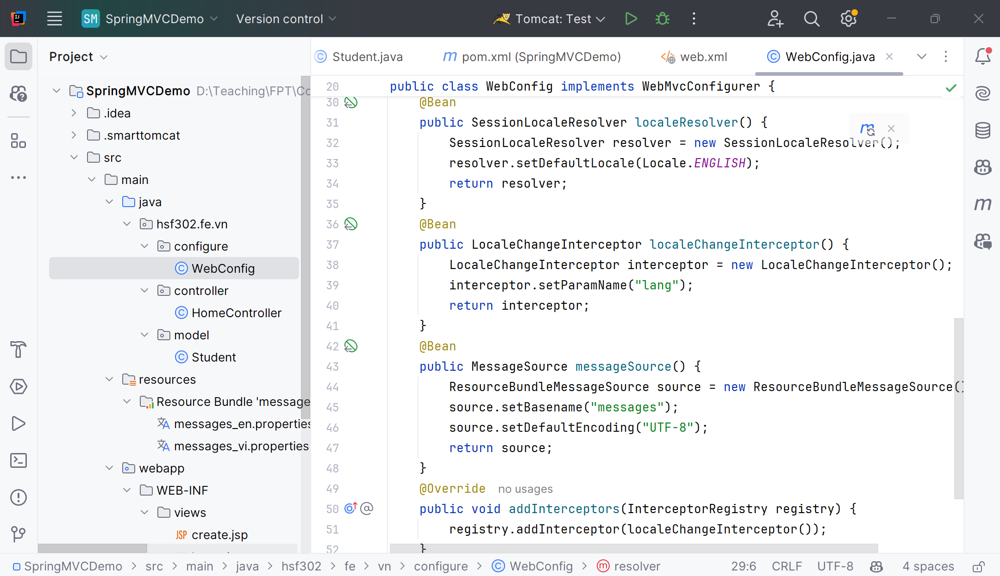 SM SpringMVCDemo Version control Tomcat: Test
Project
SpringMVCDemo D:\Teaching\FPT\Co
.idea
.smarttomcat
src
main
java
hsf302.fe.vn
configure
WebConfig
controller
HomeController
model
Student
resources
Resource Bundle 'message
messages_en.properties
messages_vi.properties
webapp
WEB-INF
views
JSP create.jsp
Student.java pom.xml (SpringMVCDemo) web.xml WebConfig.java
20 public class WebConfig implements WebMvcConfigurer {
30 @Bean
31 public SessionLocaleResolver localeResolver() {
32 SessionLocaleResolver resolver = new SessionLocaleResolver();
33 resolver.setDefaultLocale(Locale.ENGLISH);
34 return resolver;
35 }
36 @Bean
37 public LocaleChangeInterceptor localeChangeInterceptor() {
38 LocaleChangeInterceptor interceptor = new LocaleChangeInterceptor();
39 interceptor.setParamName("lang");
40 return interceptor;
41 }
42 @Bean
43 public MessageSource messageSource() {
44 ResourceBundleMessageSource source = new ResourceBundleMessageSource()
45 source.setBasename("messages");
46 source.setDefaultEncoding("UTF-8");
47 return source;
48 }
49 @Override no usages
50 public void addInterceptors(InterceptorRegistry registry) {
51 registry.addInterceptor(localeChangeInterceptor());
52 }
SpringMVCDemo > src > main > java > hsf302 > fe > vn > configure > WebConfig > resolver 29:6 CRLF UTF-8 4 spaces